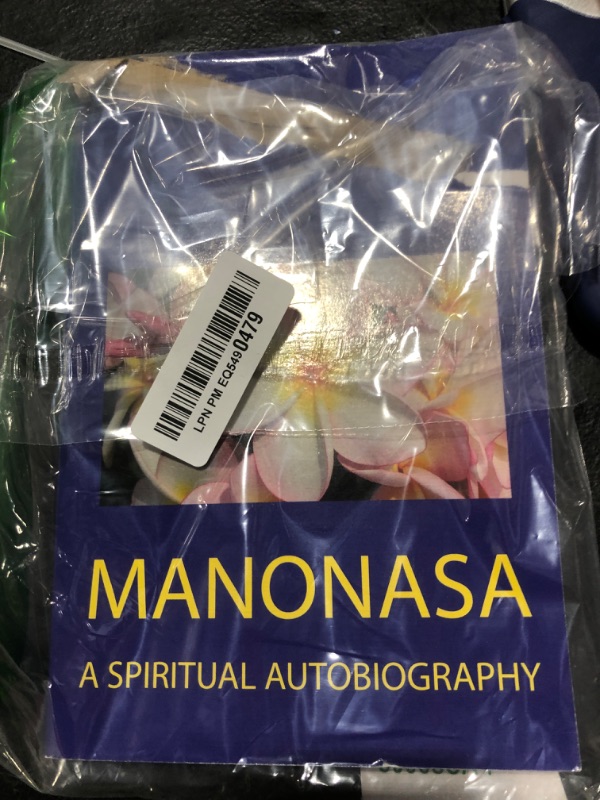 LPN PM EQ5490479
MANONASA
A SPIRITUAL AUTOBIOGRAPHY